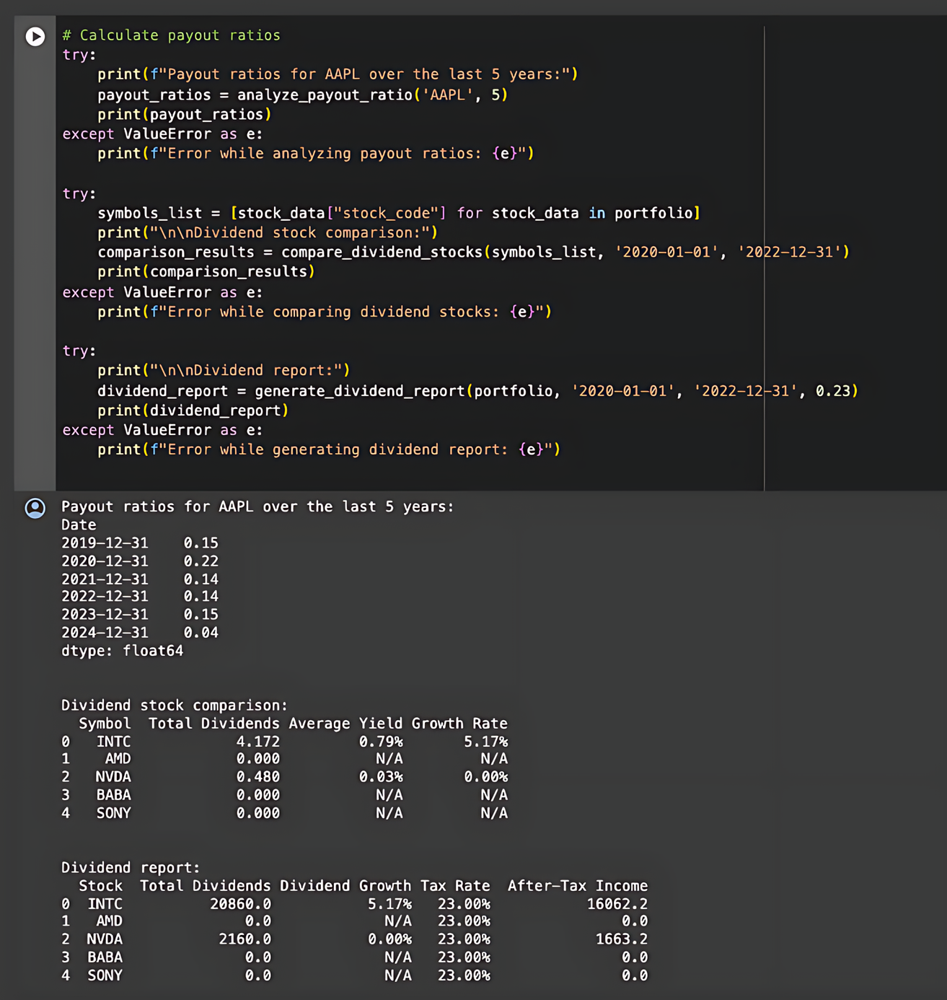 # Calculate payout ratios
try:
    print(f"Payout ratios for AAPL over the last 5 years:")
    payout_ratios = analyze_payout_ratio('AAPL', 5)
    print(payout_ratios)
except ValueError as e:
    print(f"Error while analyzing payout ratios: {e}")

try:
    symbols_list = [stock_data["stock_code"] for stock_data in portfolio]
    print("\n\nDividend stock comparison:")
    comparison_results = compare_dividend_stocks(symbols_list, '2020-01-01', '2022-12-31')
    print(comparison_results)
except ValueError as e:
    print(f"Error while comparing dividend stocks: {e}")

try:
    print("\n\nDividend report:")
    dividend_report = generate_dividend_report(portfolio, '2020-01-01', '2022-12-31', 0.23)
    print(dividend_report)
except ValueError as e:
    print(f"Error while generating dividend report: {e}")

Payout ratios for AAPL over the last 5 years:
Date
2019-12-31    0.15
2020-12-31    0.22
2021-12-31    0.14
2022-12-31    0.14
2023-12-31    0.15
2024-12-31    0.04
dtype: float64

Dividend stock comparison:
  Symbol  Total Dividends Average Yield Growth Rate
0   INTC            4.172         0.79%       5.17%
1    AMD            0.000           N/A         N/A
2   NVDA            0.480         0.03%       0.00%
3   BABA            0.000           N/A         N/A
4   SONY            0.000           N/A         N/A

Dividend report:
  Stock  Total Dividends Dividend Growth Tax Rate  After-Tax Income
0  INTC          20860.0           5.17%   23.00%           16062.2
1   AMD              0.0             N/A   23.00%               0.0
2  NVDA           2160.0           0.00%   23.00%            1663.2
3  BABA              0.0             N/A   23.00%               0.0
4  SONY              0.0             N/A   23.00%               0.0